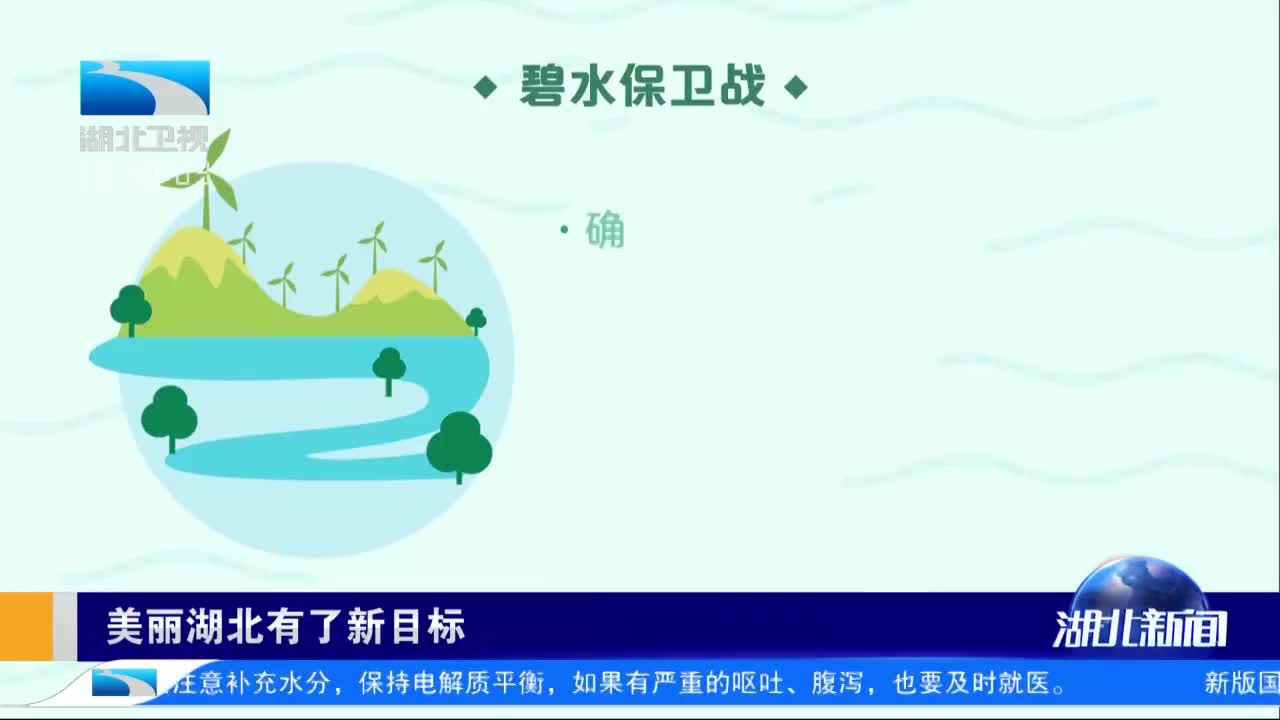 ◆ 碧水保卫战 ◆
湖北卫视
· 确
美丽湖北有了新目标
湖北新闻
注意补充水分，保持电解质平衡，如果有严重的呕吐、腹泻，也要及时就医。 新版国